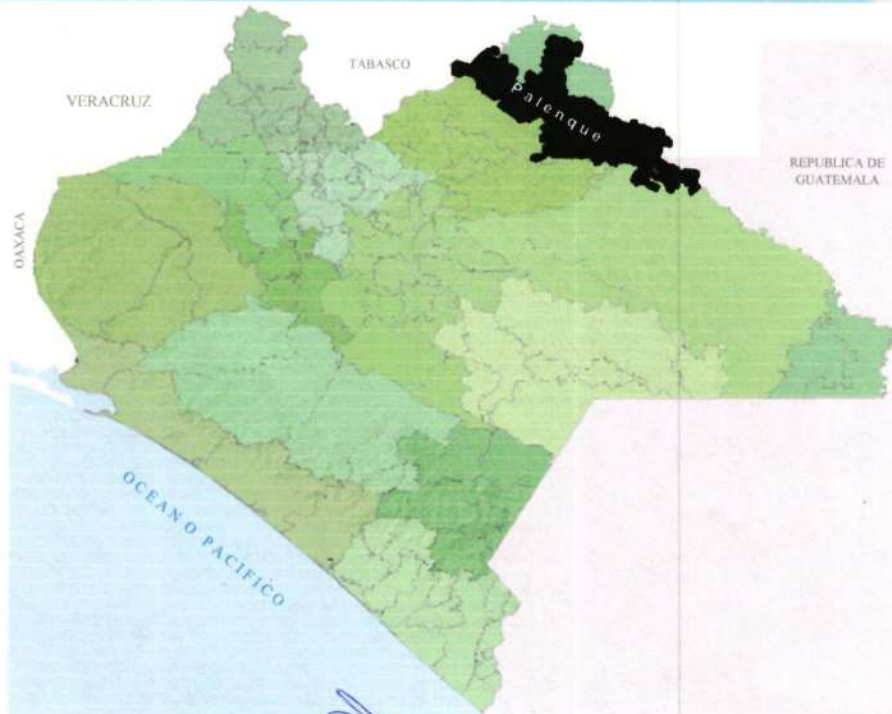 TABASCO
VERACRUZ
Palenque
REPUBLICA DE
GUATEMALA
OAXACA
OCEANO PACIFICO